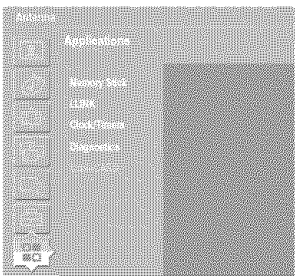 Antenna
Applications
Memory Stick
i.LINK
Clock/Timers
Diagnostics